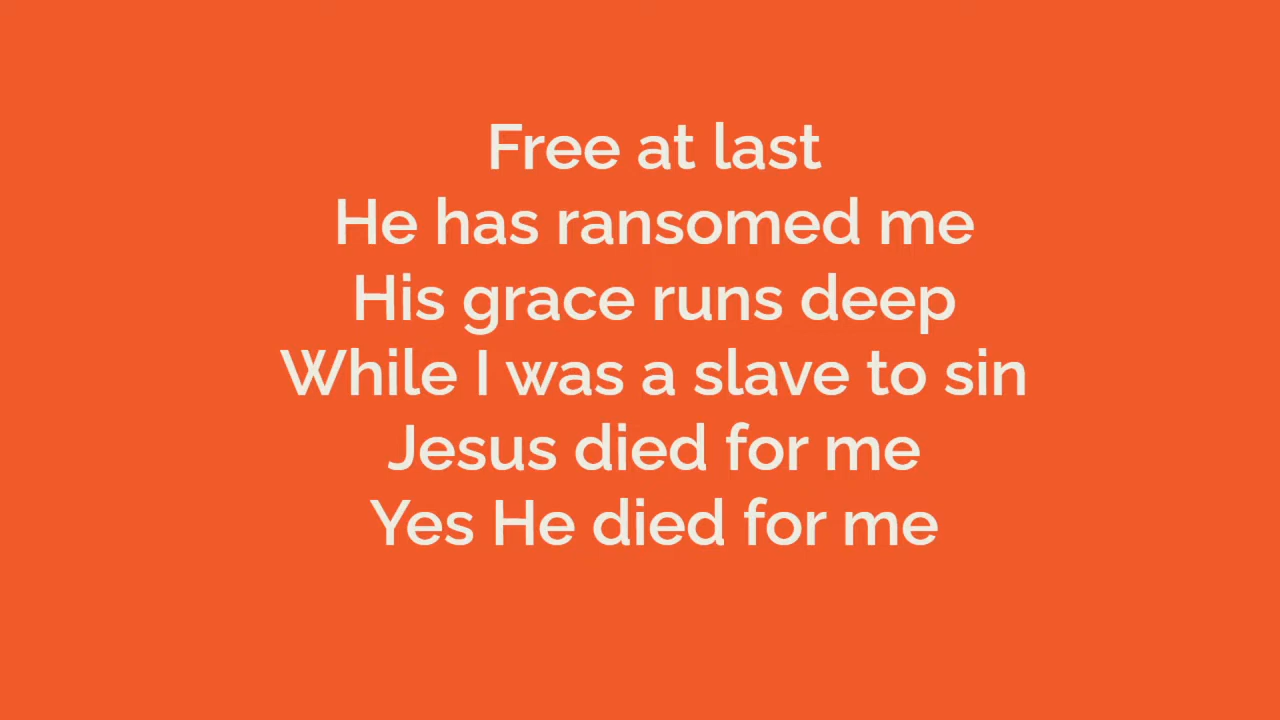 Free at last
He has ransomed me
His grace runs deep
While I was a slave to sin
Jesus died for me
Yes He died for me